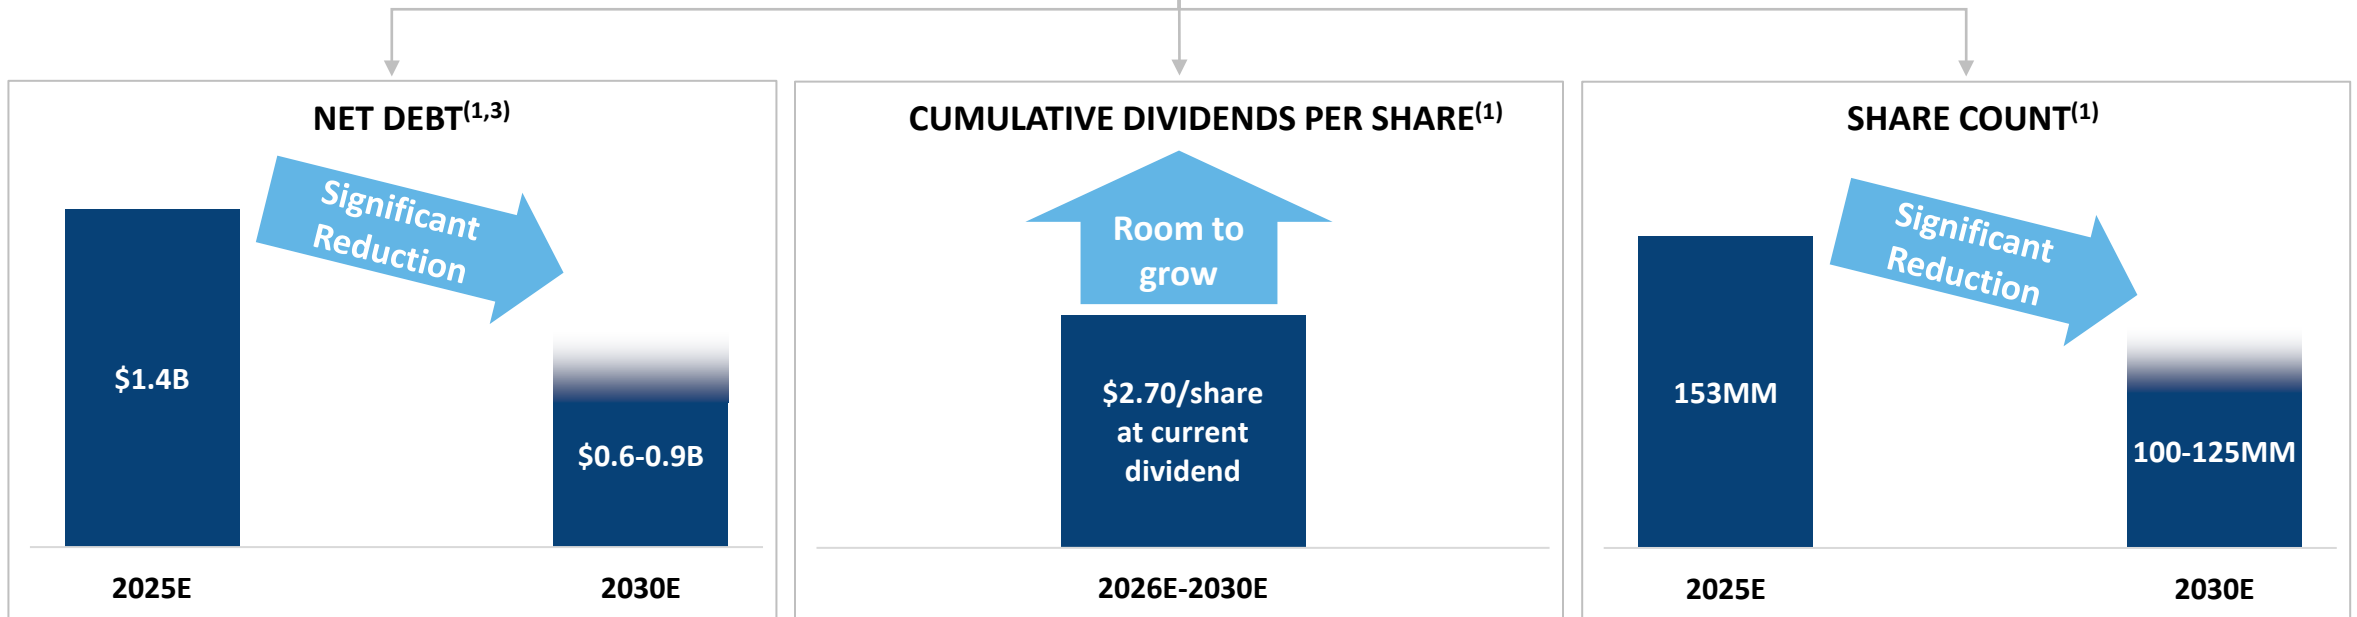 NET DEBT(1,3)
Significant
Reduction
$1.4B
$0.6-0.9B
2025E
2030E
CUMULATIVE DIVIDENDS PER SHARE(1)
Room to
grow
$2.70/share
at current
dividend
2026E-2030E
SHARE COUNT(1)
Significant
Reduction
153MM
100-125MM
2025E
2030E